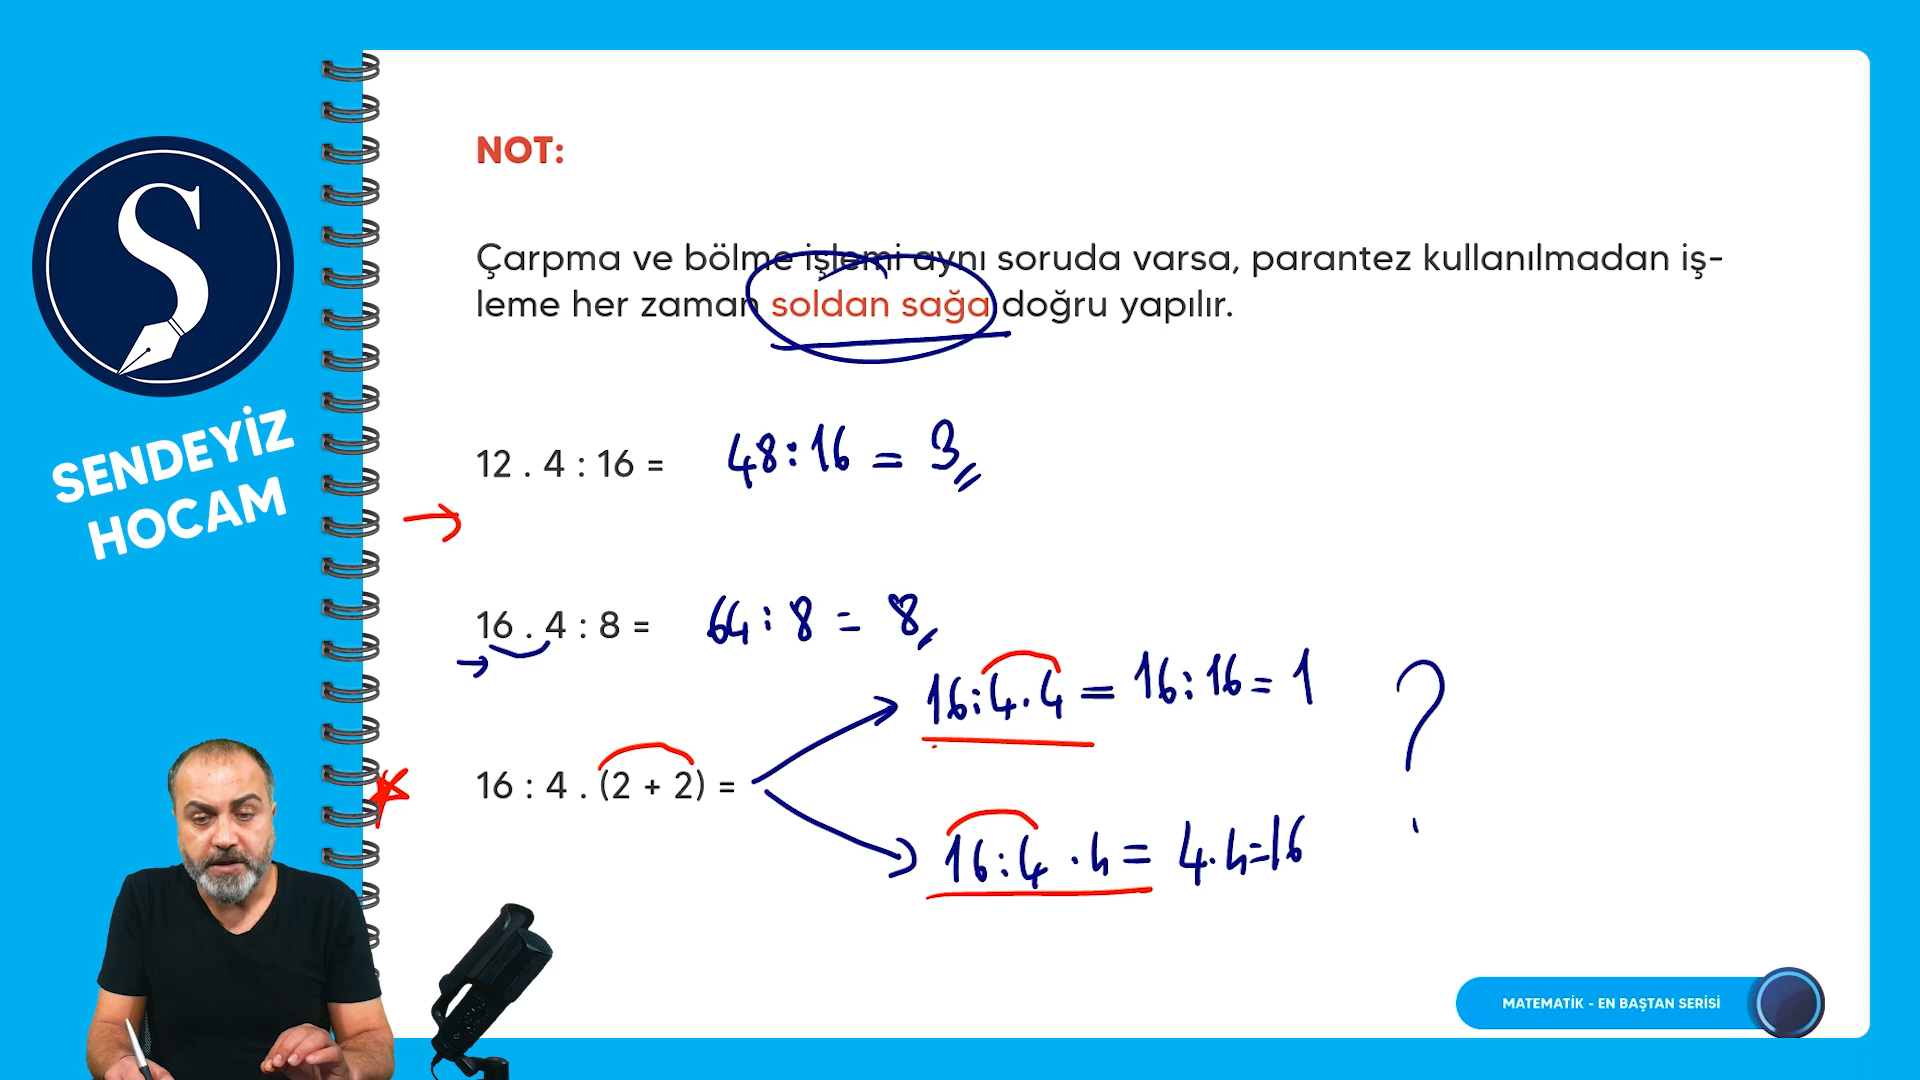 SENDEYİZ
HOCAM
NOT:
Çarpma ve bölme işlemi aynı soruda varsa, parantez kullanılmadan iş-
leme her zaman soldan sağa doğru yapılır.
12 . 4 : 16 = 48:16 = 3
16 . 4 : 8 = 64:8 = 8
16:4.4 = 16:16=1
?
16 : 4 . (2 + 2) =
16:4.4= 4.4=16
MATEMATİK - EN BAŞTAN SERİSİ